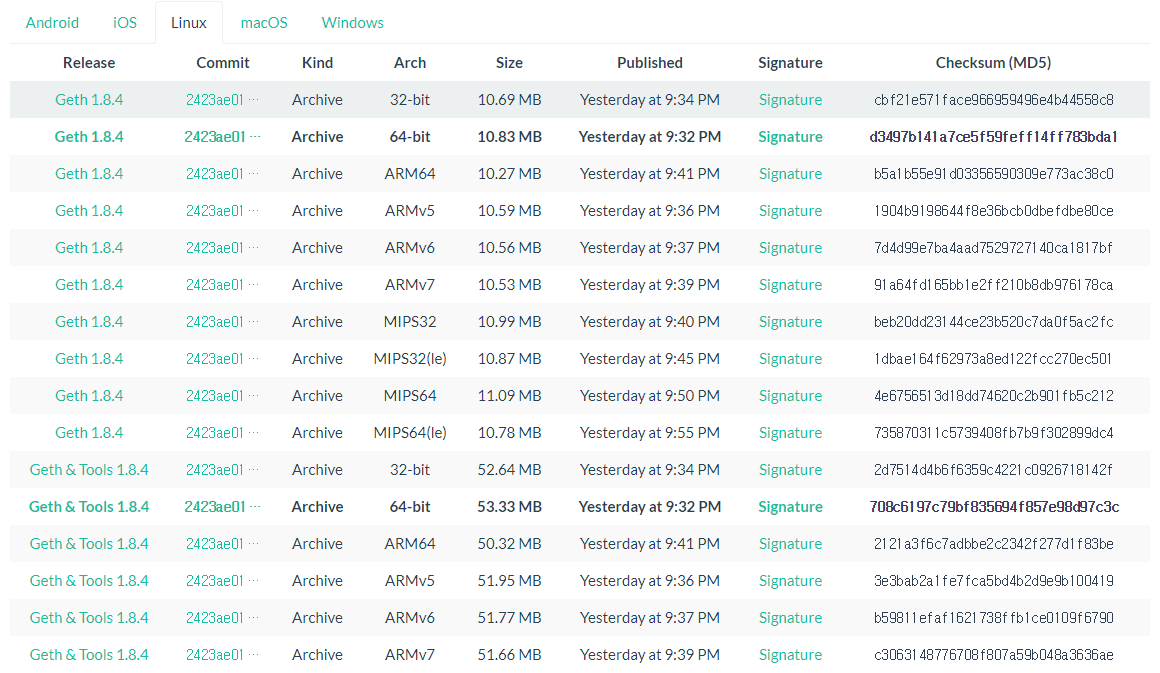 Android iOS Linux macOS Windows
Release Commit Kind Arch Size Published Signature Checksum (MD5)
Geth 1.8.4 2423ae01 ··· Archive 32-bit 10.69 MB Yesterday at 9:34 PM Signature cbf21e571face966959496e4b44558c8
Geth 1.8.4 2423ae01 ··· Archive 64-bit 10.83 MB Yesterday at 9:32 PM Signature d3497b141a7ce5f59feff14ff783bda1
Geth 1.8.4 2423ae01 ··· Archive ARM64 10.27 MB Yesterday at 9:41 PM Signature b5a1b55e91d03356590309e773ac38c0
Geth 1.8.4 2423ae01 ··· Archive ARMv5 10.59 MB Yesterday at 9:36 PM Signature 1904b9198644f8e36bcb0dbefdbe80ce
Geth 1.8.4 2423ae01 ··· Archive ARMv6 10.56 MB Yesterday at 9:37 PM Signature 7d4d99e7ba4aad7529727140ca1817bf
Geth 1.8.4 2423ae01 ··· Archive ARMv7 10.53 MB Yesterday at 9:39 PM Signature 91a64fd165bb1e2ff210b8db976178ca
Geth 1.8.4 2423ae01 ··· Archive MIPS32 10.99 MB Yesterday at 9:40 PM Signature beb20dd23144ce23b520c7da0f5ac2fc
Geth 1.8.4 2423ae01 ··· Archive MIPS32(le) 10.87 MB Yesterday at 9:45 PM Signature 1dbae164f62973a8ed122fcc270ec501
Geth 1.8.4 2423ae01 ··· Archive MIPS64 11.09 MB Yesterday at 9:50 PM Signature 4e6756513d18dd74620c2b901fb5c212
Geth 1.8.4 2423ae01 ··· Archive MIPS64(le) 10.78 MB Yesterday at 9:55 PM Signature 735870311c5739408fb7b9f302899dc4
Geth & Tools 1.8.4 2423ae01 ··· Archive 32-bit 52.64 MB Yesterday at 9:34 PM Signature 2d7514d4b6f6359c4221c0926718142f
Geth & Tools 1.8.4 2423ae01 ··· Archive 64-bit 53.33 MB Yesterday at 9:32 PM Signature 708c6197c79bf835694f857e98d97c3c
Geth & Tools 1.8.4 2423ae01 ··· Archive ARM64 50.32 MB Yesterday at 9:41 PM Signature 2121a3f6c7adbbe2c2342f277d1f83be
Geth & Tools 1.8.4 2423ae01 ··· Archive ARMv5 51.95 MB Yesterday at 9:36 PM Signature 3e3bab2a1fe7fca5bd4b2d9e9b100419
Geth & Tools 1.8.4 2423ae01 ··· Archive ARMv6 51.77 MB Yesterday at 9:37 PM Signature b59811efaf1621738ffb1ce0109f6790
Geth & Tools 1.8.4 2423ae01 ··· Archive ARMv7 51.66 MB Yesterday at 9:39 PM Signature c3063148776708f807a59b048a3636ae